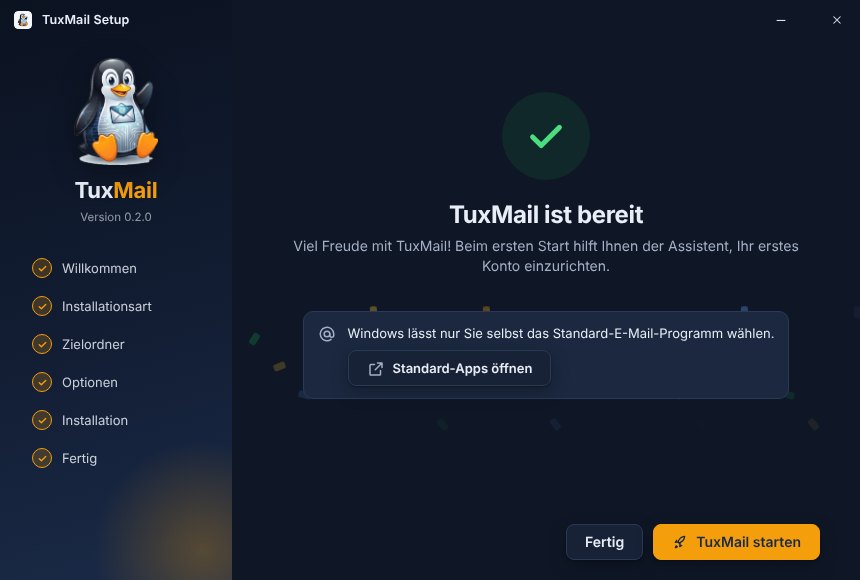 TuxMail Setup
TuxMail
Version 0.2.0
Willkommen
Installationsart
Zielordner
Optionen
Installation
Fertig
TuxMail ist bereit
Viel Freude mit TuxMail! Beim ersten Start hilft Ihnen der Assistent, Ihr erstes
Konto einzurichten.
Windows lässt nur Sie selbst das Standard-E-Mail-Programm wählen.
Standard-Apps öffnen
Fertig
TuxMail starten